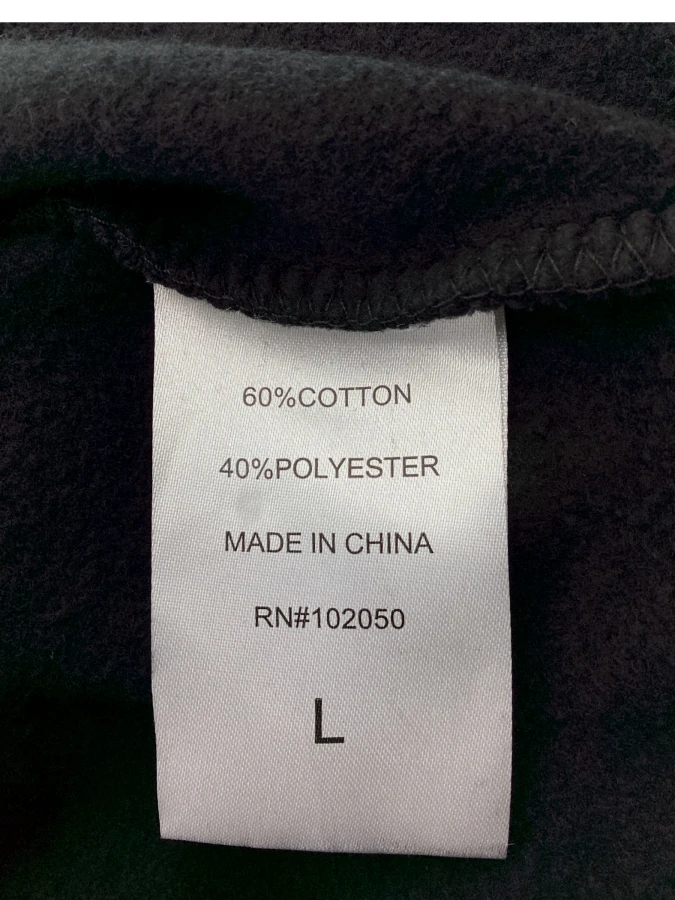 60%COTTON
40%POLYESTER
MADE IN CHINA
RN#102050
L